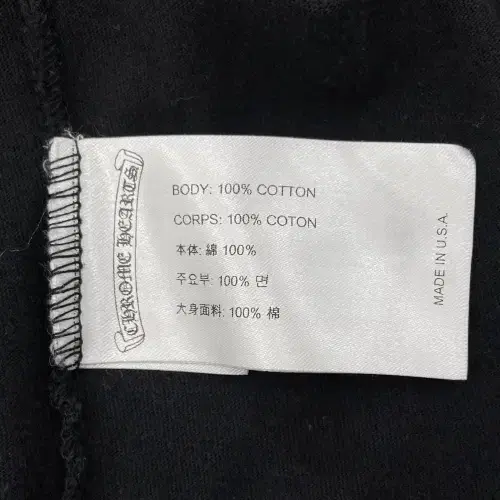 CHROME HEARTS
BODY: 100% COTTON
CORPS: 100% COTON
本体: 綿 100%
주요부: 100% 면
大身面料: 100% 棉
MADE IN U.S.A.